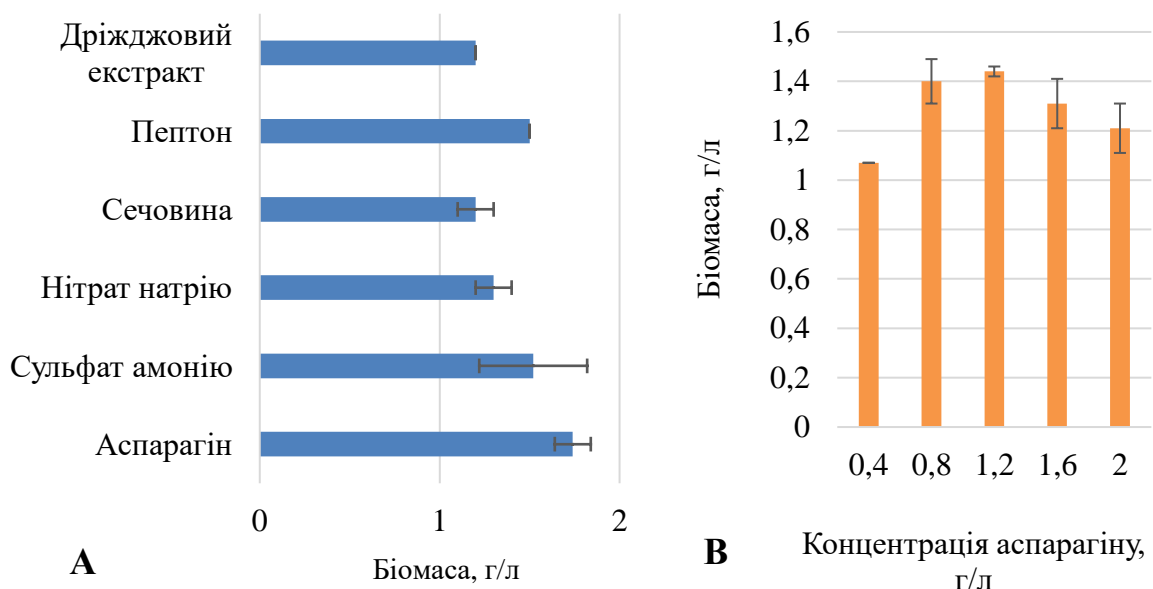 Дріжджовий
екстракт
Пептон
Сечовина
Нітрат натрію
Сульфат амонію
Аспарагін
0 1 2
Біомаса, г/л
А
1,6
1,4
1,2
1
0,8
0,6
0,4
0,2
0
Біомаса, г/л
0,4 0,8 1,2 1,6 2
Концентрація аспарагіну,
г/л
В